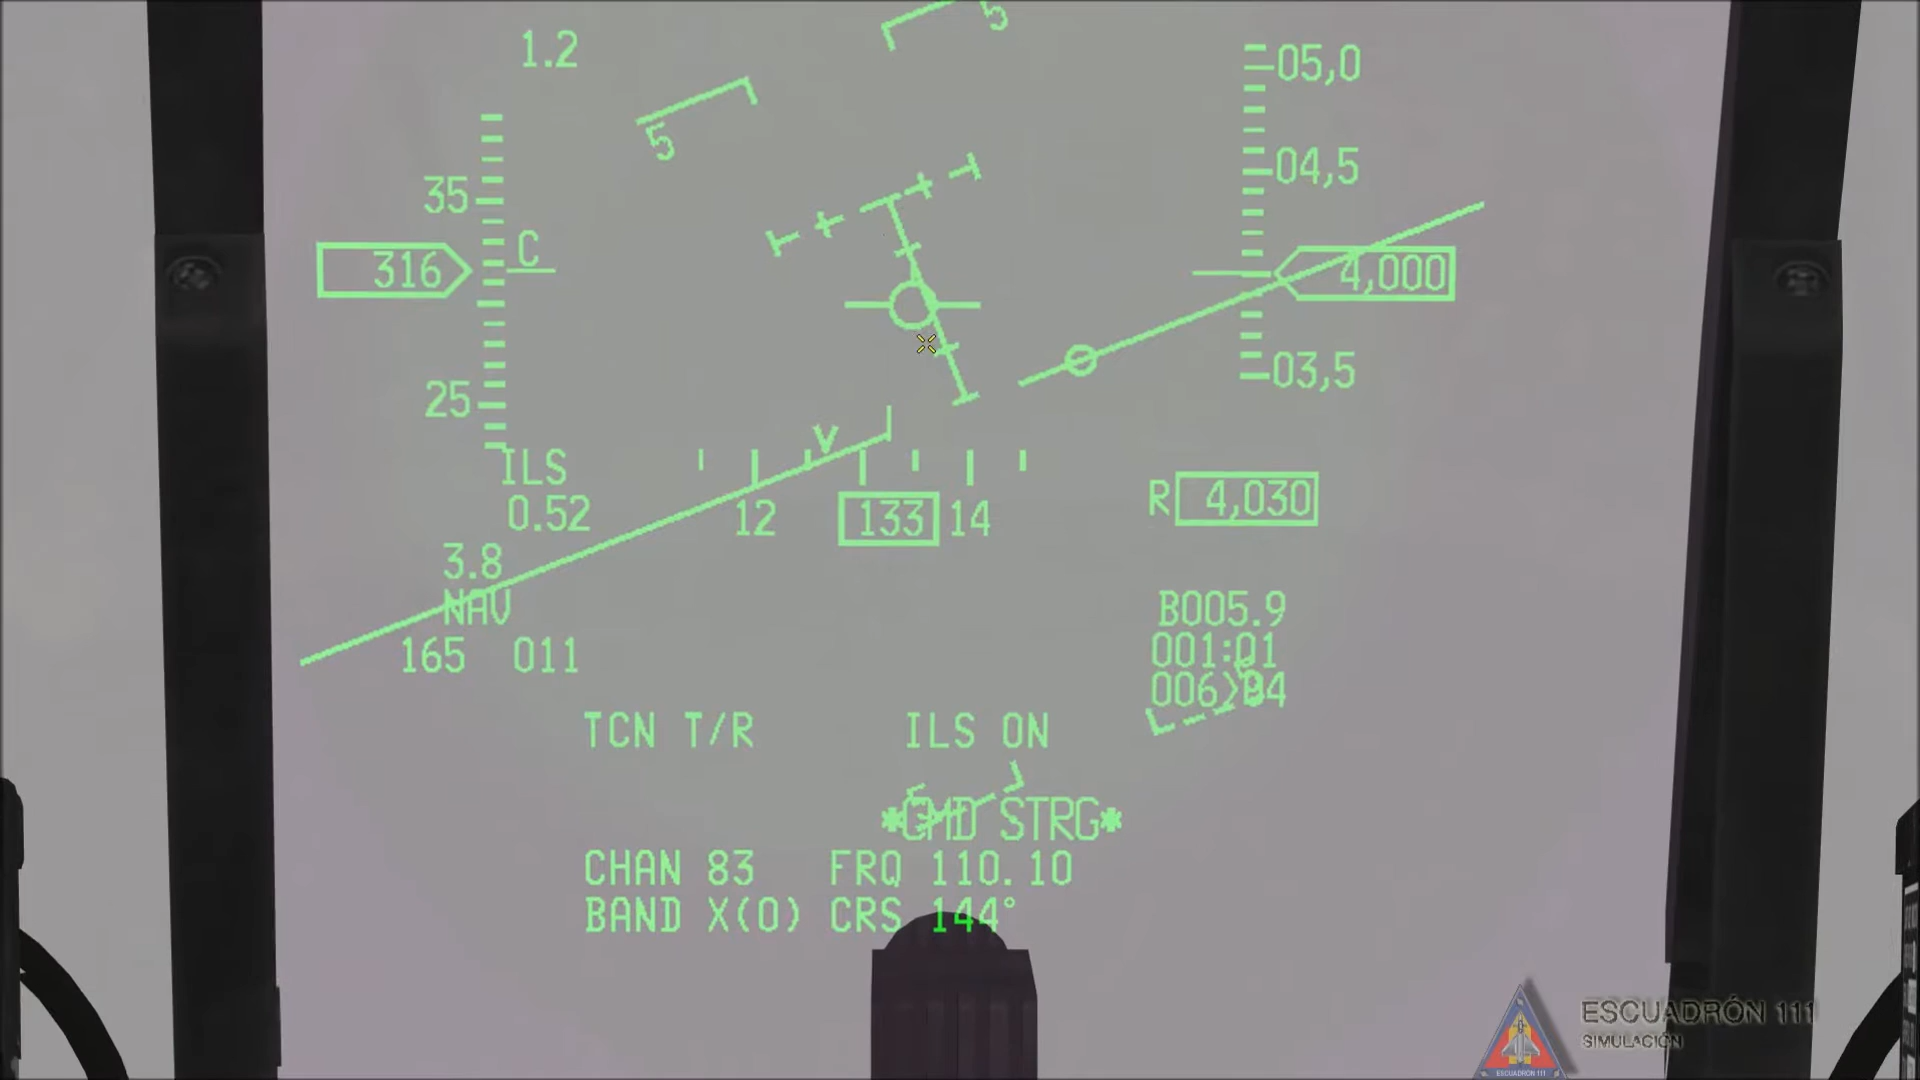 5
1.2
05,0
5
04,5
35
C
316
4,000
03,5
25
ILS
0.52
12 133 14
R 4,030
3.8
NAV
B005.9
001:01
165 011
TCN T/R ILS ON
*CMD STRG*
CHAN 83 FRQ 110.10
BAND X(0) CRS 144°
ESCUADRÓN 111
SIMULACIÓN
ESCUADRÓN 111